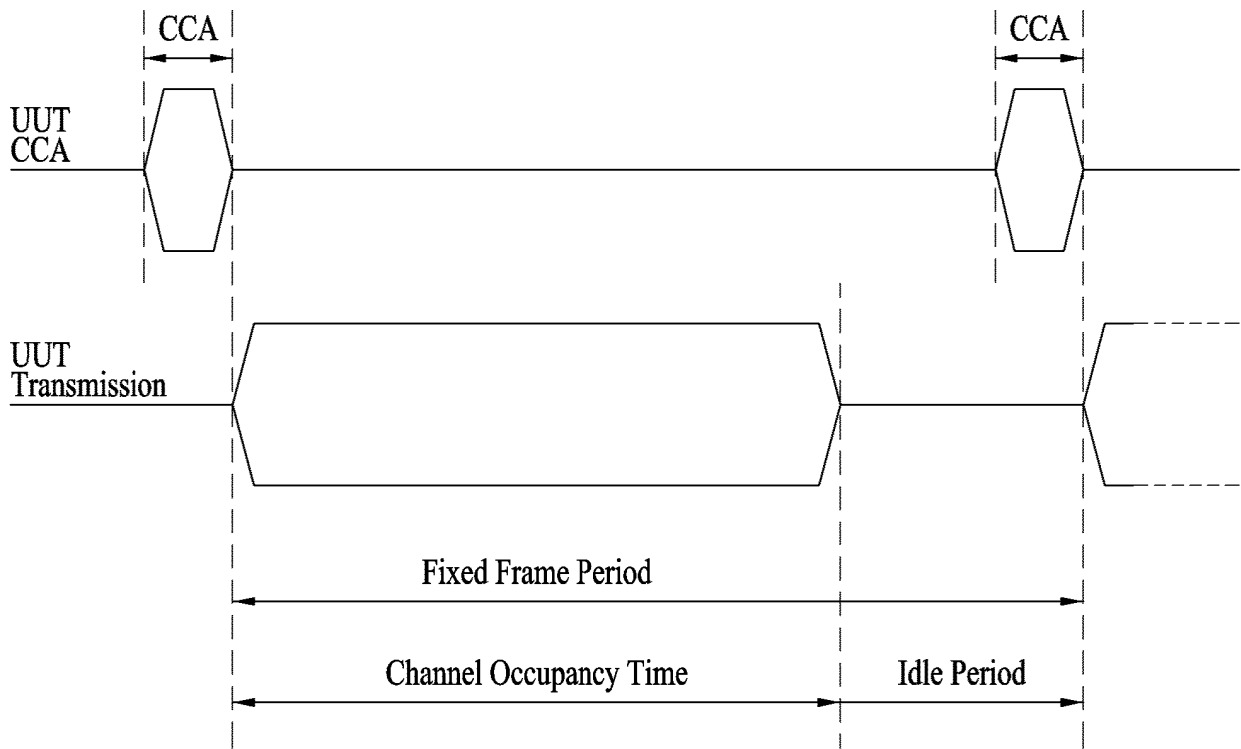 CCA
CCA
UUT
CCA
UUT
Transmission
Fixed Frame Period
Channel Occupancy Time
Idle Period